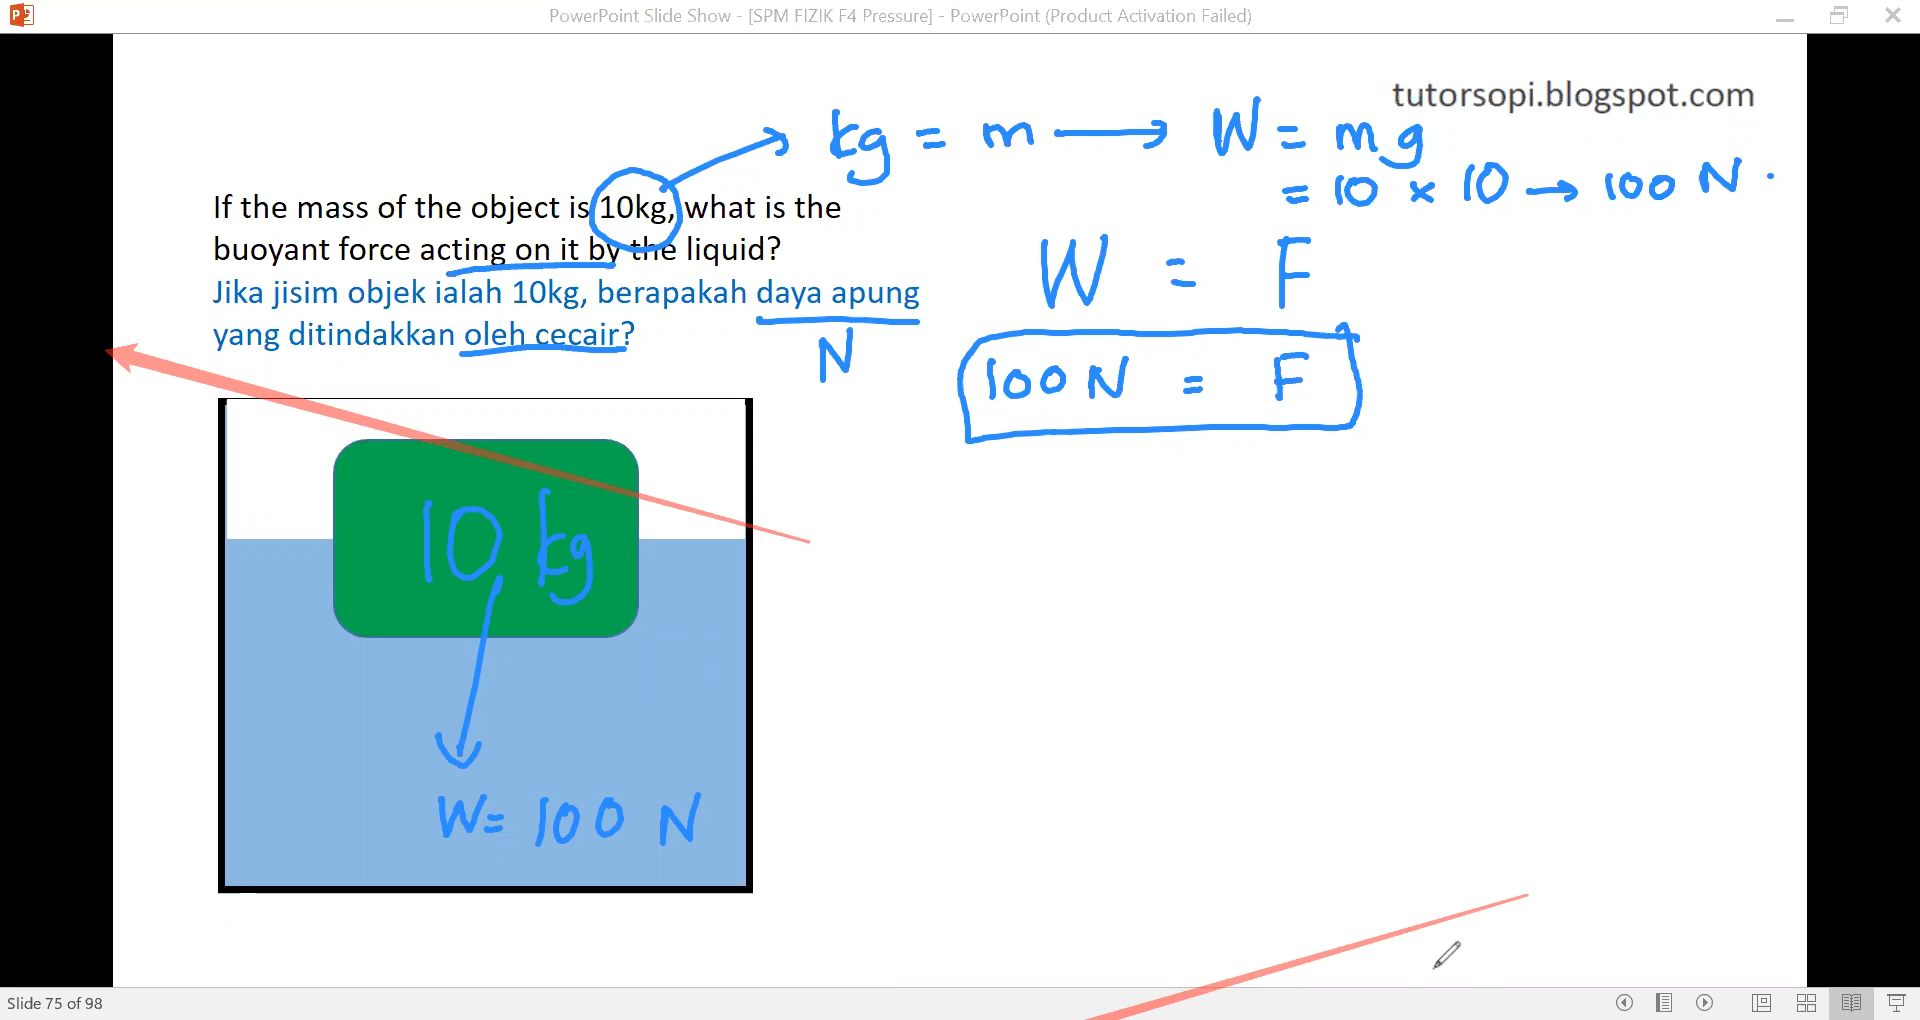 PowerPoint Slide Show - [SPM FIZIK F4 Pressure] - PowerPoint (Product Activation Failed)
tutorsopi.blogspot.com
kg = m → W = mg
= 10 × 10 → 100 N.
If the mass of the object is 10kg, what is the
buoyant force acting on it by the liquid?
Jika jisim objek ialah 10kg, berapakah daya apung
yang ditindakkan oleh cecair?
N
W = F
100 N = F
10 kg
W = 100 N
Slide 75 of 98